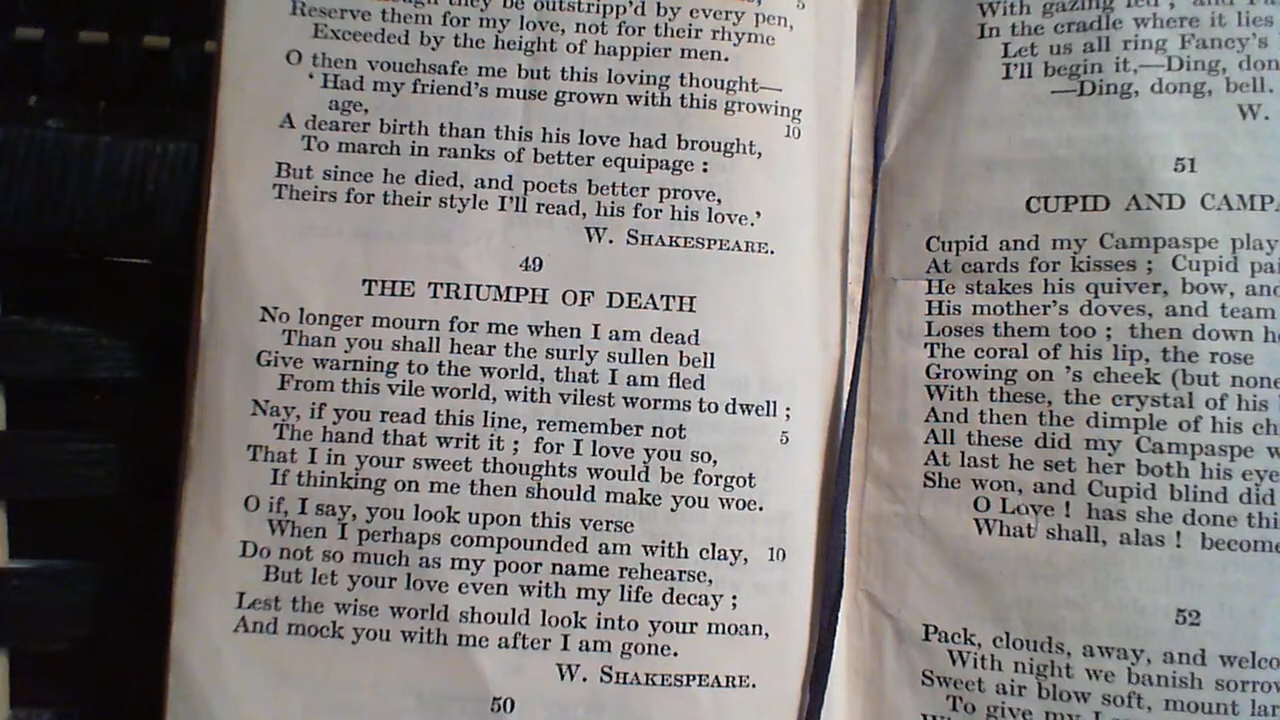 they be outstripp'd by every pen, 5
Reserve them for my love, not for their rhyme
Exceeded by the height of happier men.
O then vouchsafe me but this loving thought—
' Had my friend's muse grown with this growing
age, 10
A dearer birth than this his love had brought,
To march in ranks of better equipage :
But since he died, and poets better prove,
Theirs for their style I'll read, his for his love.'
W. SHAKESPEARE.
49
THE TRIUMPH OF DEATH
No longer mourn for me when I am dead
Than you shall hear the surly sullen bell
Give warning to the world, that I am fled
From this vile world, with vilest worms to dwell ;
Nay, if you read this line, remember not 5
The hand that writ it ; for I love you so,
That I in your sweet thoughts would be forgot
If thinking on me then should make you woe.
O if, I say, you look upon this verse
When I perhaps compounded am with clay, 10
Do not so much as my poor name rehearse,
But let your love even with my life decay ;
Lest the wise world should look into your moan,
And mock you with me after I am gone.
W. SHAKESPEARE.
50
With gazing
In the cradle where it lies
Let us all ring Fancy's
I'll begin it,—Ding, don
—Ding, dong, bell.
W.
51
CUPID AND CAMPA
Cupid and my Campaspe play
At cards for kisses ; Cupid pai
He stakes his quiver, bow, and
His mother's doves, and team
Loses them too ; then down h
The coral of his lip, the rose
Growing on 's cheek (but none
With these, the crystal of his
And then the dimple of his ch
All these did my Campaspe w
At last he set her both his eye
She won, and Cupid blind did
O Love ! has she done thi
What shall, alas ! become
52
Pack, clouds, away, and welco
With night we banish sorrow
Sweet air blow soft, mount lar
To give my